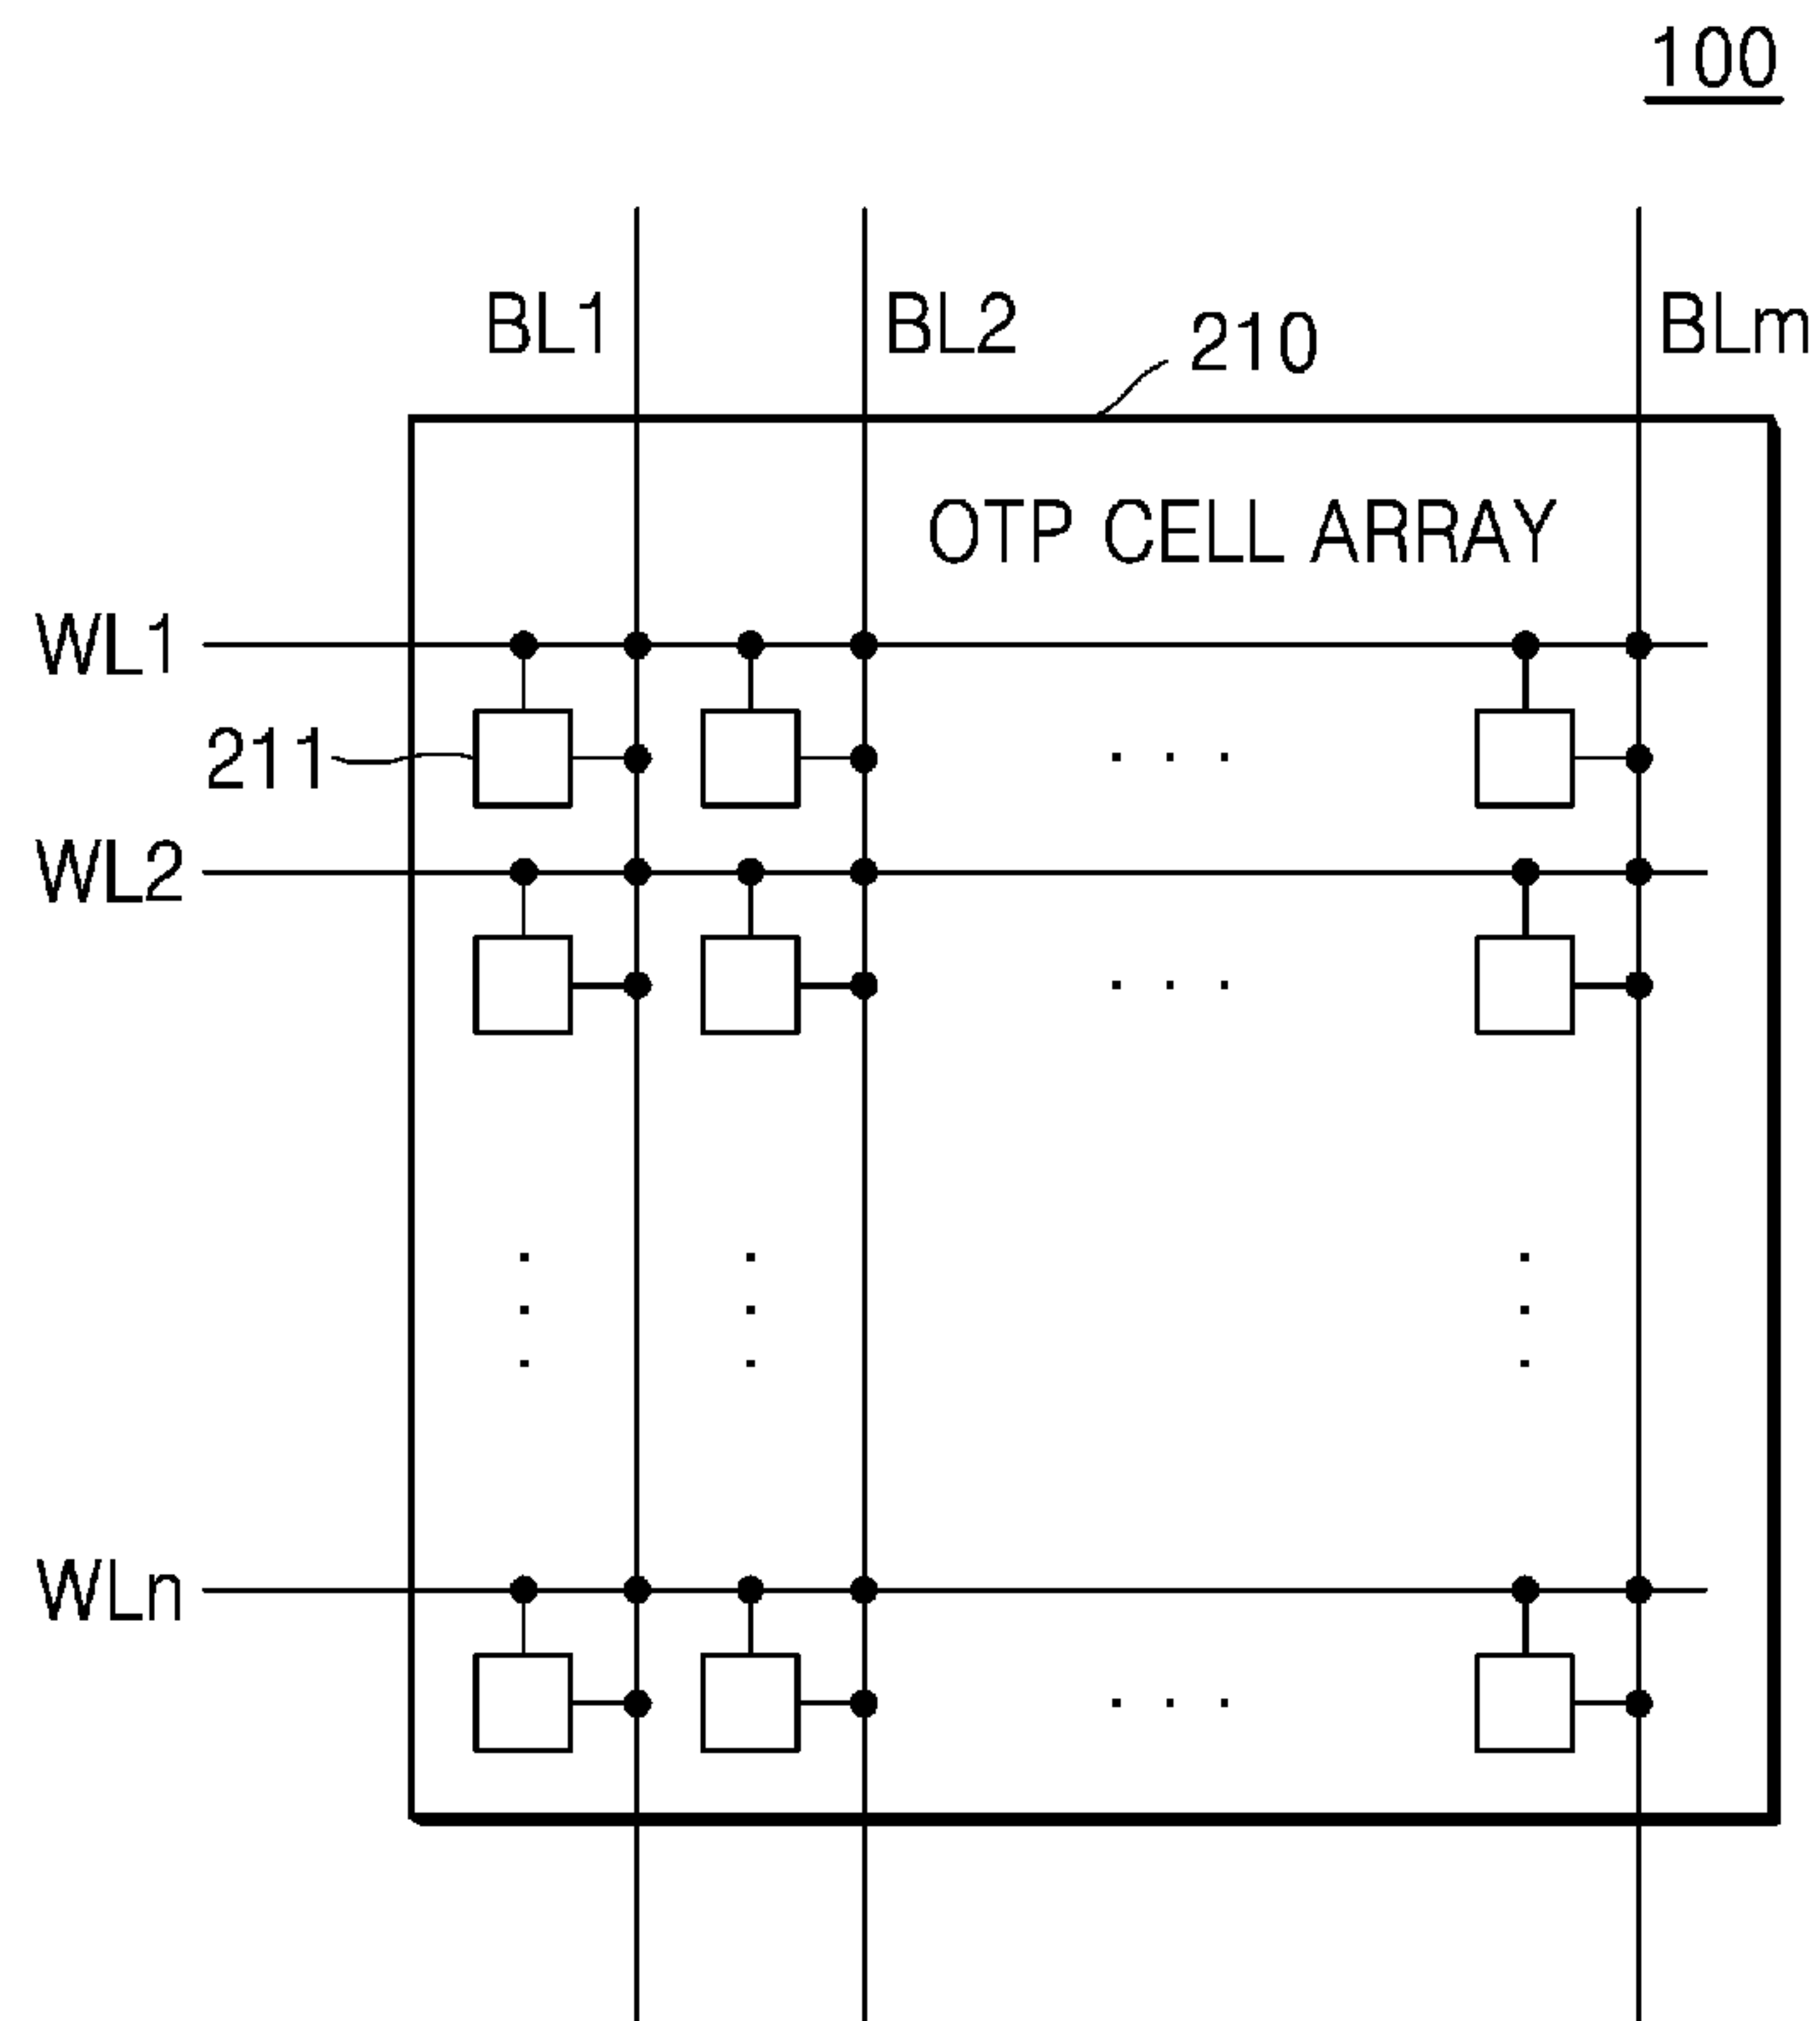 100
BL1 BL2 210 BLm
OTP CELL ARRAY
WL1
211
WL2
WLn